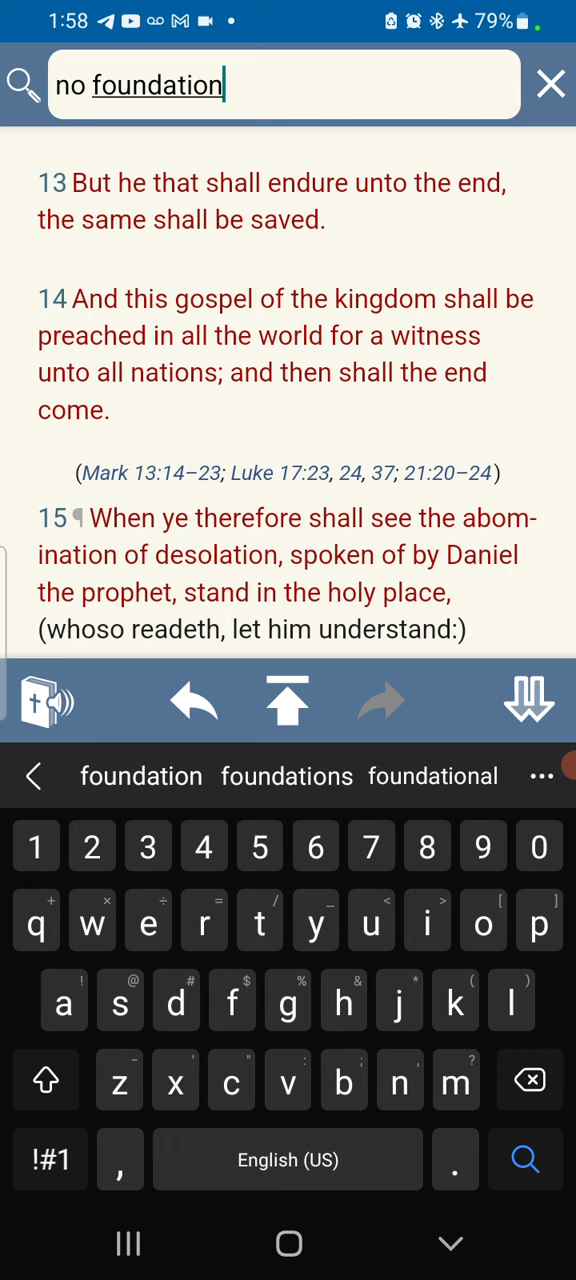 1:58 79%
no foundation
13 But he that shall endure unto the end,
the same shall be saved.
14 And this gospel of the kingdom shall be
preached in all the world for a witness
unto all nations; and then shall the end
come.
(Mark 13:14–23; Luke 17:23, 24, 37; 21:20–24)
15 ¶ When ye therefore shall see the abom-
ination of desolation, spoken of by Daniel
the prophet, stand in the holy place,
(whoso readeth, let him understand:)
foundation foundations foundational ...
1 2 3 4 5 6 7 8 9 0
+ × ÷ = / _ < > [ ]
q w e r t y u i o p
! @ # $ % & * ( )
a s d f g h j k l
- ' " : ; , ?
z x c v b n m
!#1 , English (US) .